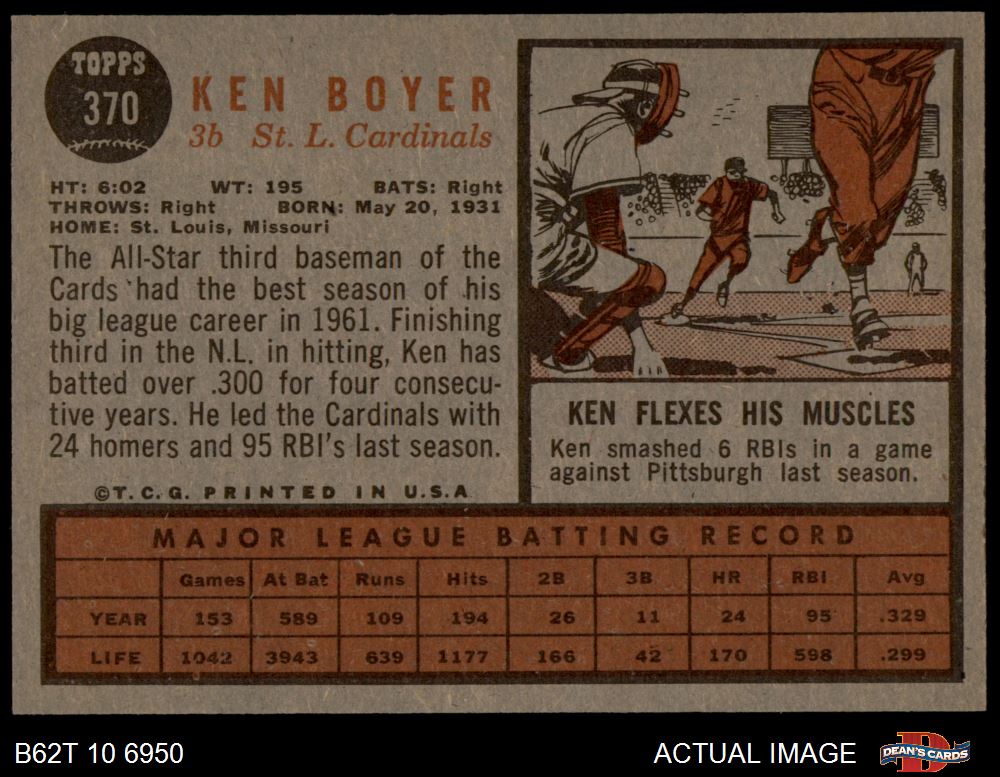 TOPPS
370
KEN BOYER
3b St. L. Cardinals
HT: 6:02 WT: 195 BATS: Right
THROWS: Right BORN: May 20, 1931
HOME: St. Louis, Missouri
The All-Star third baseman of the
Cards had the best season of his
big league career in 1961. Finishing
third in the N.L. in hitting, Ken has
batted over .300 for four consecu-
tive years. He led the Cardinals with
24 homers and 95 RBI's last season.
©T.C.G. PRINTED IN U.S.A
KEN FLEXES HIS MUSCLES
Ken smashed 6 RBIs in a game
against Pittsburgh last season.
MAJOR LEAGUE BATTING RECORD
Games At Bat Runs Hits 2B 3B HR RBI Avg
YEAR 153 589 109 194 26 11 24 95 .329
LIFE 1042 3943 639 1177 166 42 170 598 .299
B62T 10 6950
ACTUAL IMAGE
DEAN'S CARDS